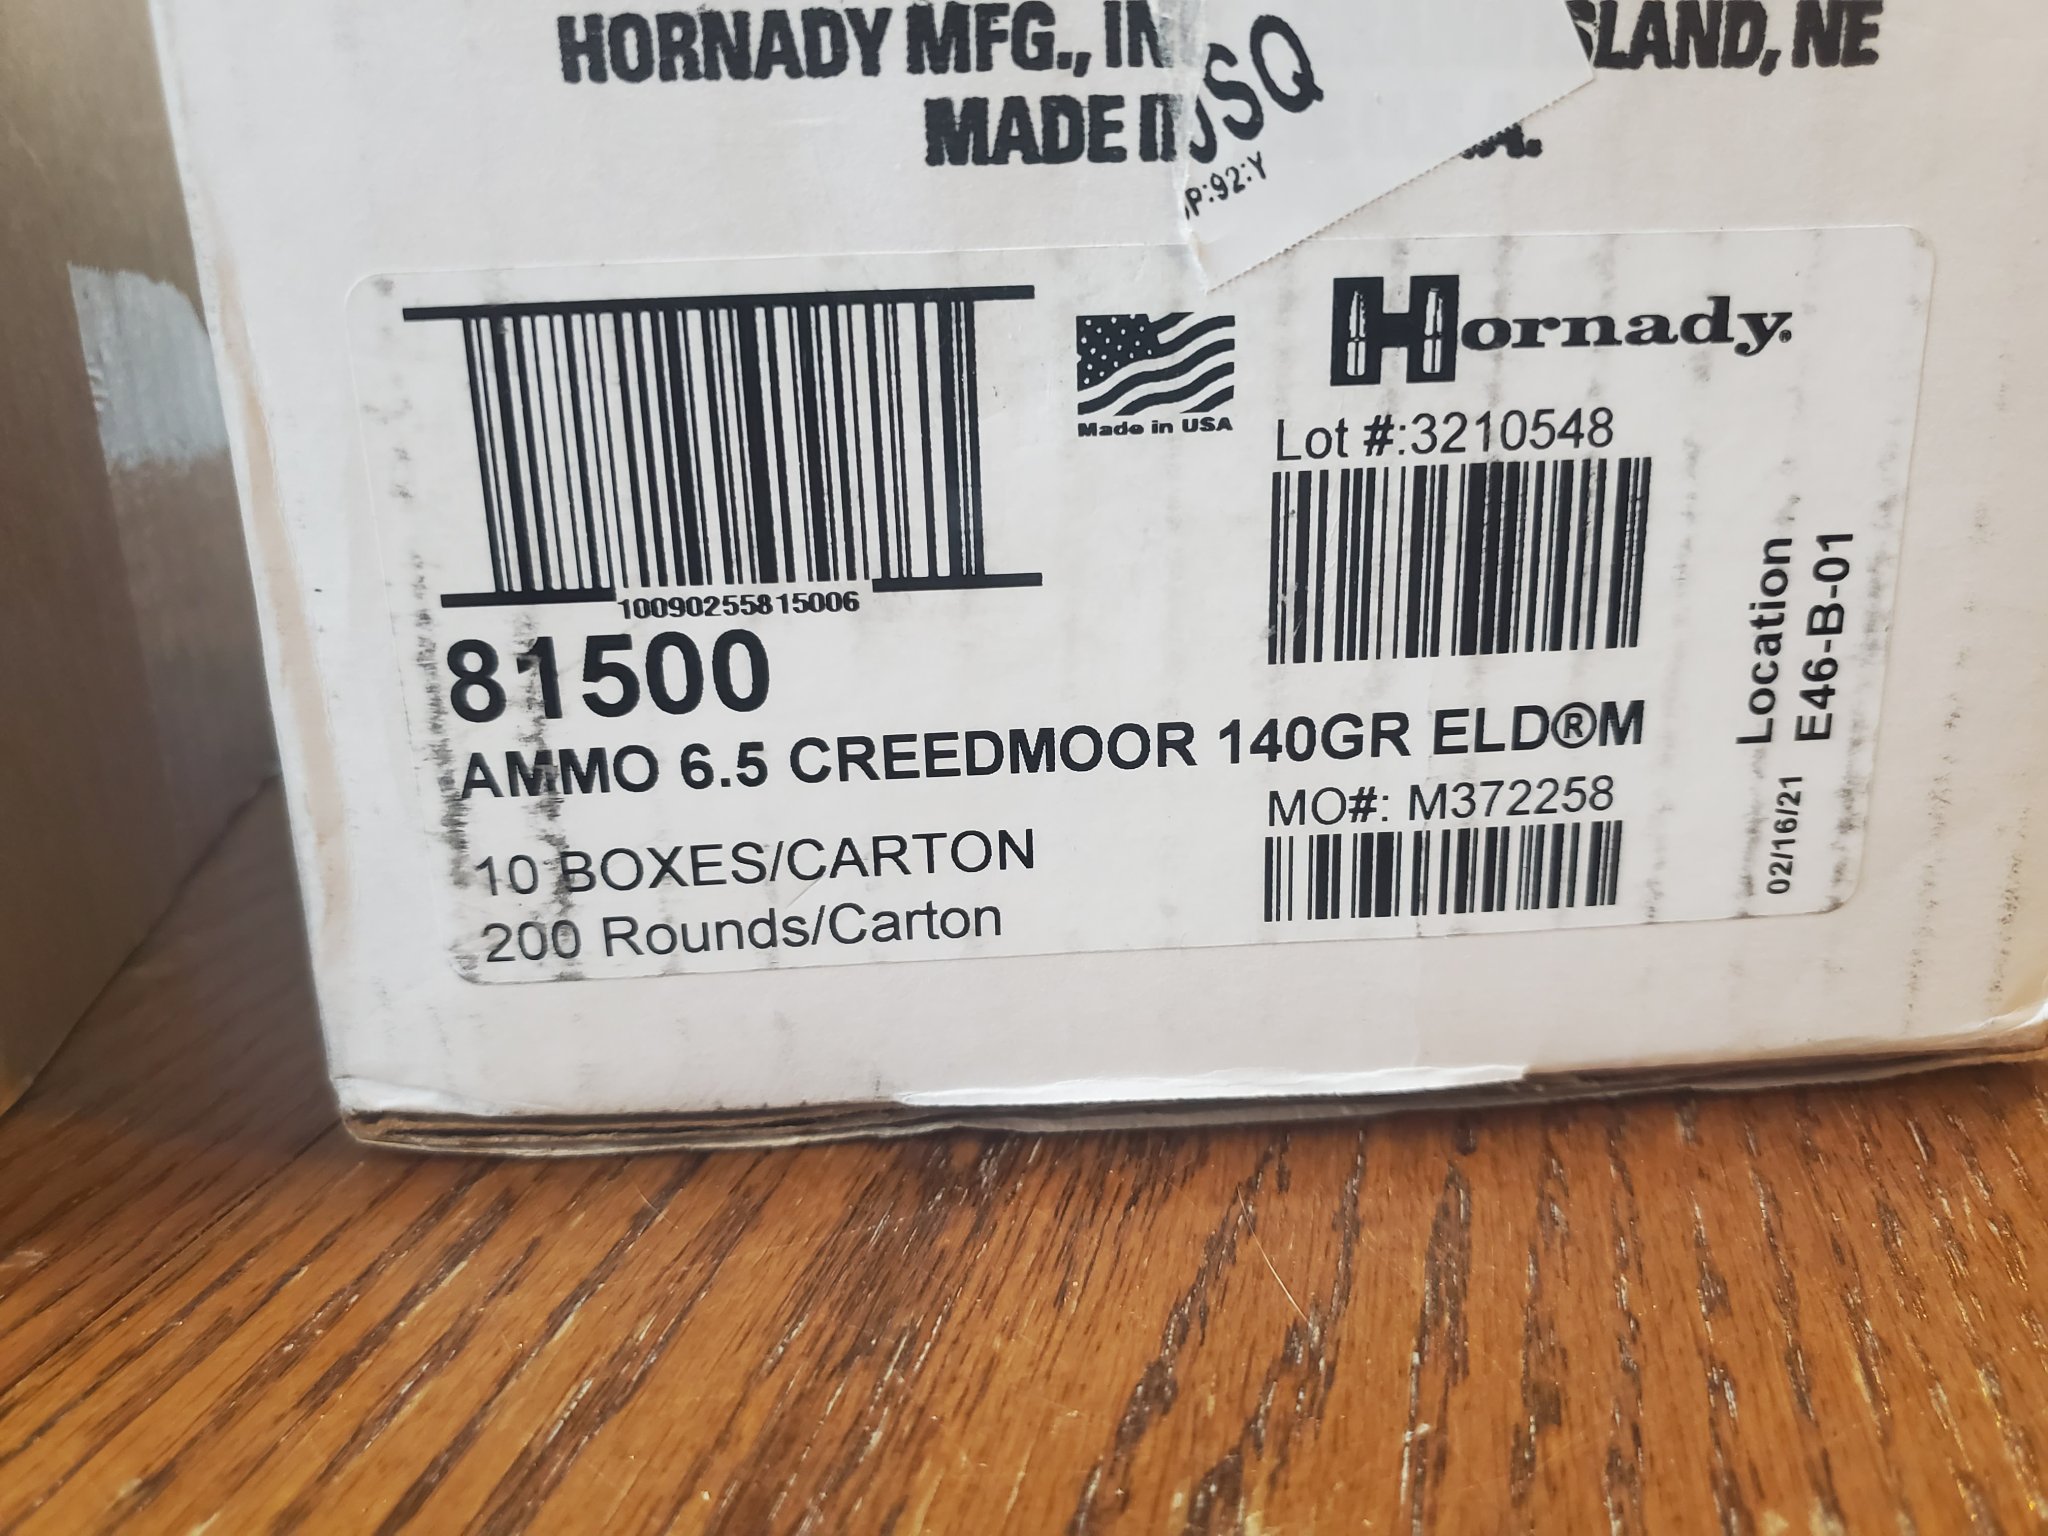 HORNADY MFG., IN SLAND, NE
MADE I
JSQ
P:92:Y
Made in USA
Hornady.
Lot #:3210548
10090255815006
81500
AMMO 6.5 CREEDMOOR 140GR ELD®M
MO#: M372258
10 BOXES/CARTON
200 Rounds/Carton
Location
E46-B-01
02/16/21